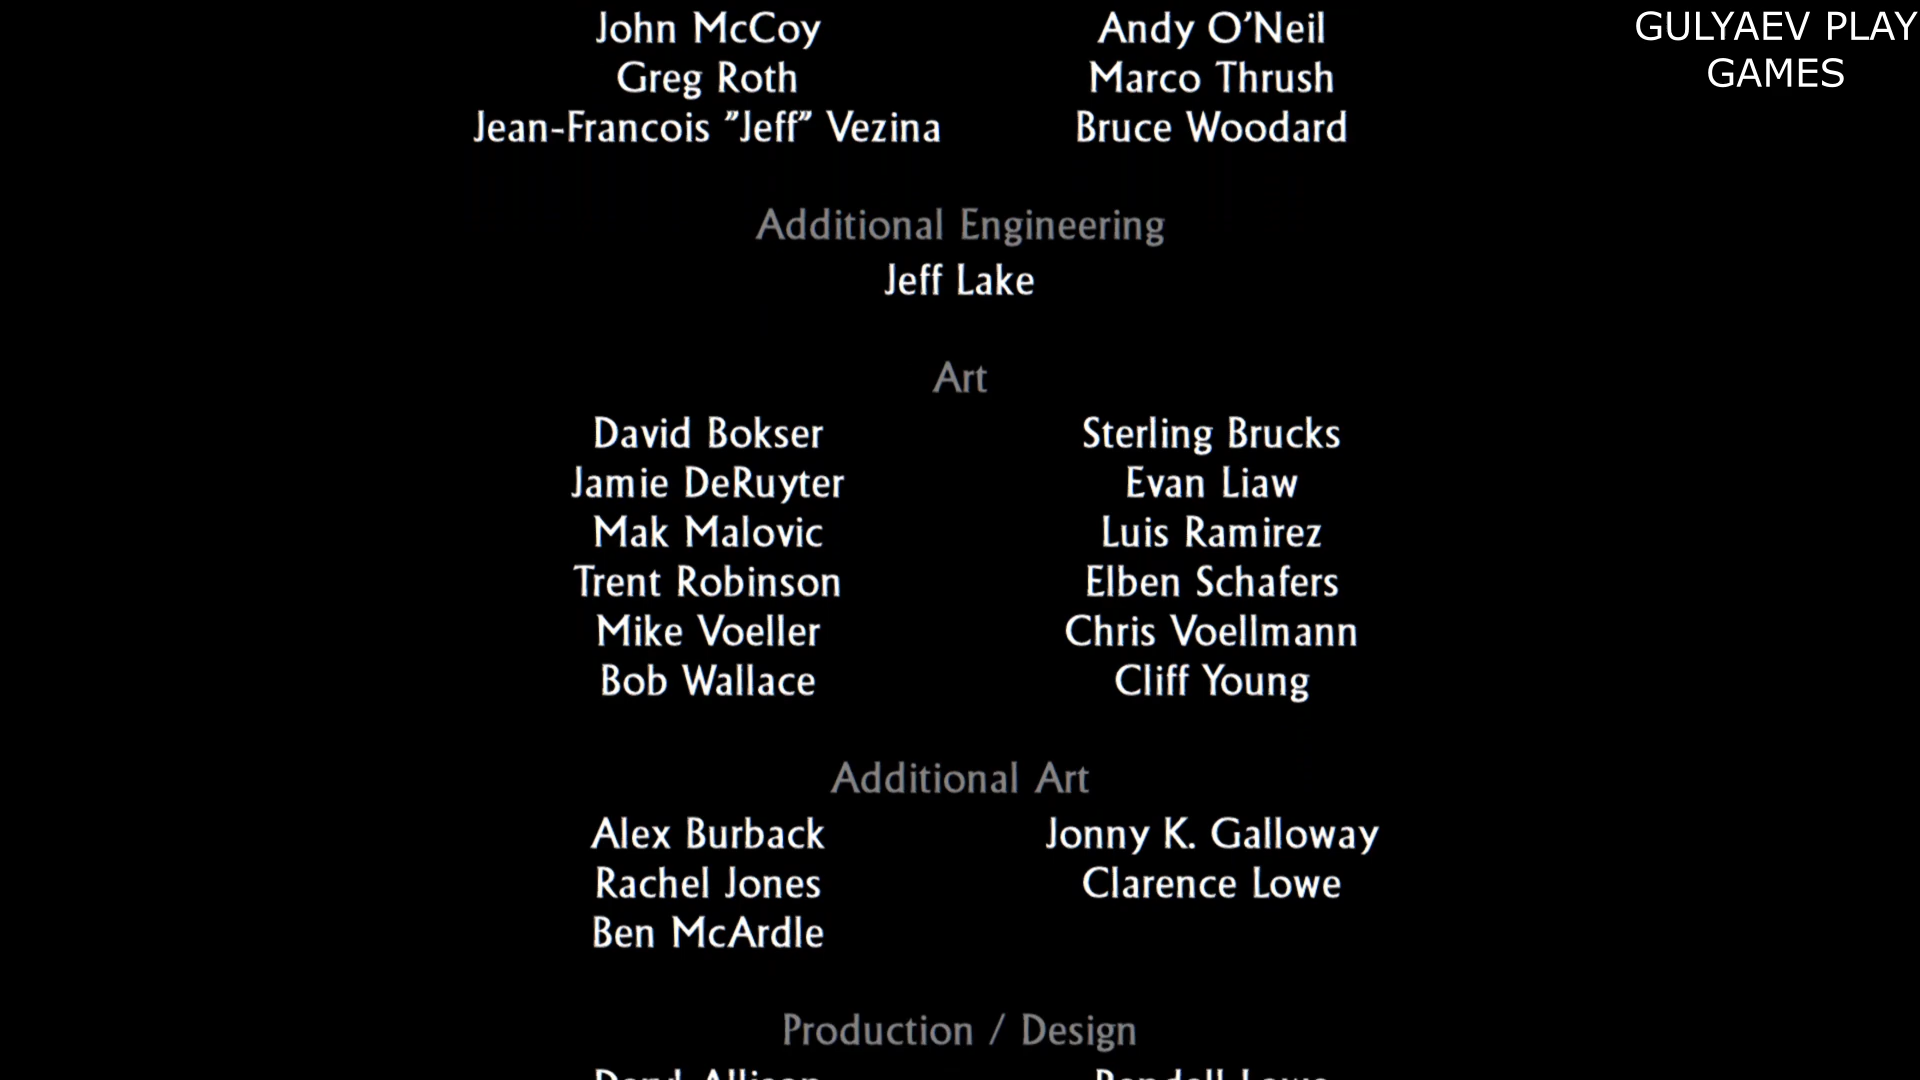 GULYAEV PLAY
GAMES
John McCoy Andy O'Neil
Greg Roth Marco Thrush
Jean-Francois "Jeff" Vezina Bruce Woodard
Additional Engineering
Jeff Lake
Art
David Bokser Sterling Brucks
Jamie DeRuyter Evan Liaw
Mak Malovic Luis Ramirez
Trent Robinson Elben Schafers
Mike Voeller Chris Voellmann
Bob Wallace Cliff Young
Additional Art
Alex Burback Jonny K. Galloway
Rachel Jones Clarence Lowe
Ben McArdle
Production / Design